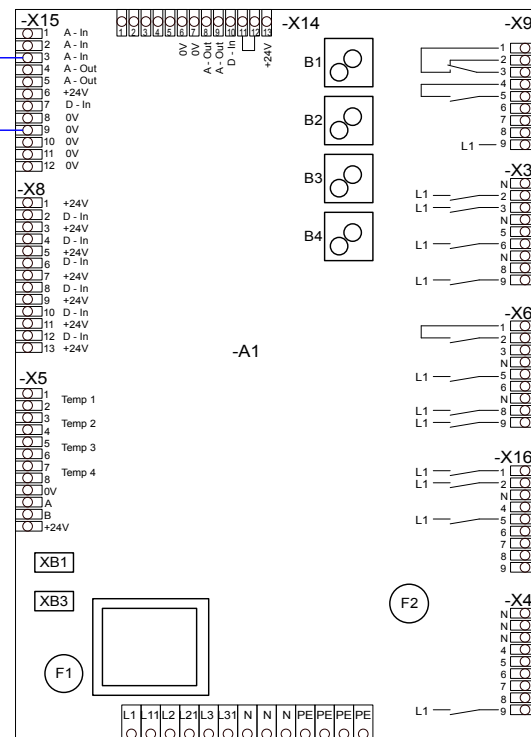 -X15
1 A - In
2 A - In
3 A - In
4 A - Out
5 A - Out
6 +24V
7 D - In
8 0V
9 0V
10 0V
11 0V
12 0V
-X14
1 2 3 4 5 6 7 8 9 10 11 12 13
0V
0V
A - Out
A - Out
D - In
+24V
B1
B2
B3
B4
-X9
1
2
3
4
5
6
7
8
L1 9
-X8
1 +24V
2 D - In
3 +24V
4 D - In
5 +24V
6 D - In
7 +24V
8 D - In
9 +24V
10 D - In
11 +24V
12 D - In
13 +24V
-X3
N
L1 2
L1 3
N
5
L1 6
N
8
L1 9
-A1
-X6
1
2
3
N
L1 5
6
N
L1 8
L1 9
-X5
1
Temp 1
2
3
Temp 2
4
5
Temp 3
6
7
Temp 4
8
0V
A
B
+24V
-X16
L1 1
L1 2
N
4
L1 5
6
7
8
9
XB1
XB3
F1
F2
-X4
N
N
N
4
5
6
7
8
L1 9
L1 L11 L2 L21 L3 L31 N N N PE PE PE PE